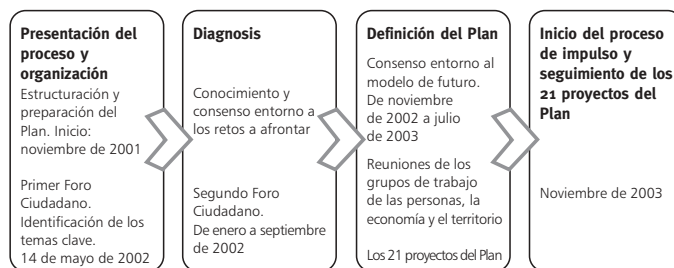 Presentación del
proceso y
organización
Estructuración y
preparación del
Plan. Inicio:
noviembre de 2001
Primer Foro
Ciudadano.
Identificación de los
temas clave.
14 de mayo de 2002
Diagnosis
Conocimiento y
consenso entorno a
los retos a afrontar
Segundo Foro
Ciudadano.
De enero a septiembre
de 2002
Definición del Plan
Consenso entorno al
modelo de futuro.
De noviembre
de 2002 a julio
de 2003
Reuniones de los
grupos de trabajo
de las personas, la
economía y el territorio
Los 21 proyectos del Plan
Inicio del proceso
de impulso y
seguimiento de los
21 proyectos del
Plan
Noviembre de 2003